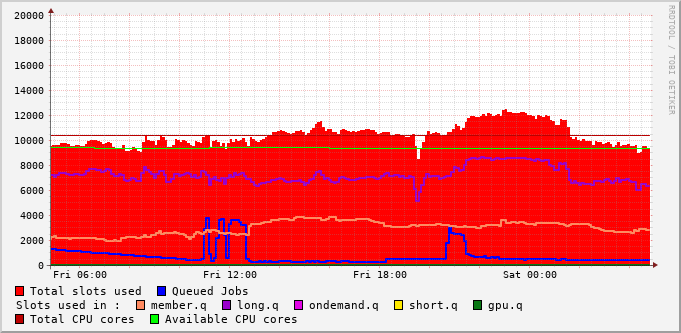 20000
18000
16000
14000
12000
10000
8000
6000
4000
2000
0
Fri 06:00 Fri 12:00 Fri 18:00 Sat 00:00
RRDTOOL / TOBI OETIKER
Total slots used Queued Jobs
Slots used in : member.q long.q ondemand.q short.q gpu.q
Total CPU cores Available CPU cores